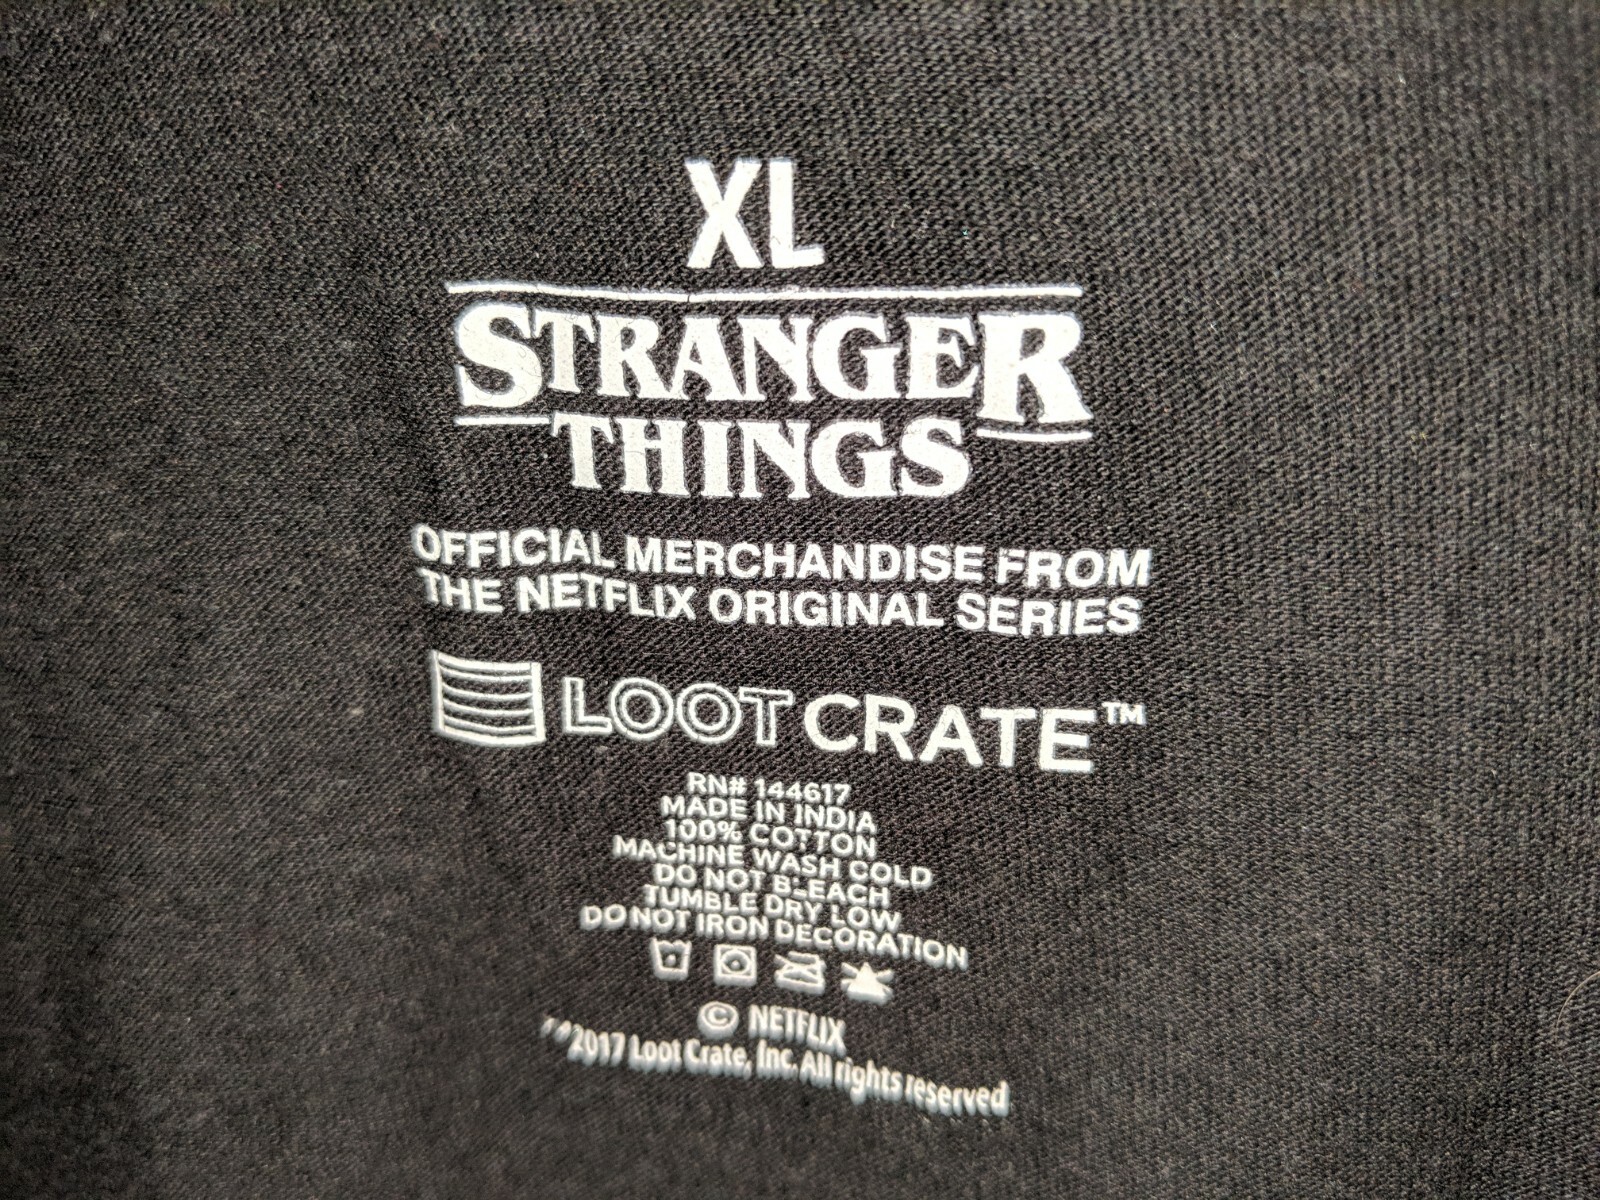 XL
STRANGER
THINGS
OFFICIAL MERCHANDISE FROM
THE NETFLIX ORIGINAL SERIES
LOOT CRATE™
RN# 144617
MADE IN INDIA
100% COTTON
MACHINE WASH COLD
DO NOT BLEACH
TUMBLE DRY LOW
DO NOT IRON DECORATION
© NETFLIX
2017 Loot Crate, Inc. All rights reserved